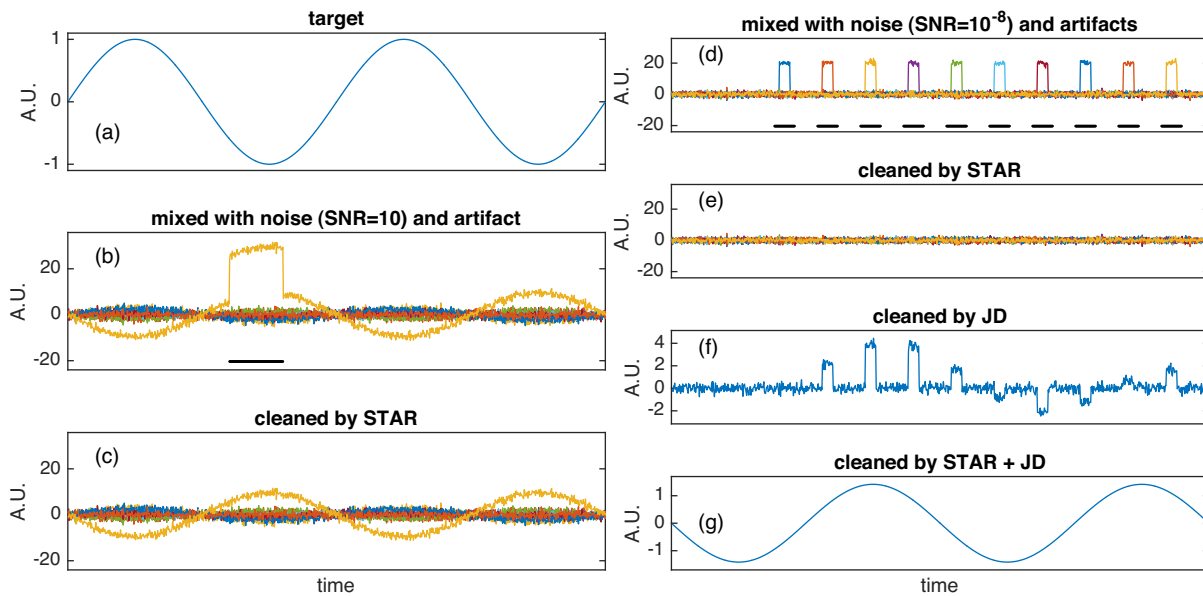 target
1
0
-1
A.U.
(a)
mixed with noise (SNR=10) and artifact
(b)
20
0
-20
A.U.
cleaned by STAR
(c)
20
0
-20
A.U.
time
mixed with noise (SNR=10-8) and artifacts
(d)
20
0
-20
A.U.
cleaned by STAR
(e)
20
0
-20
A.U.
cleaned by JD
(f)
4
2
0
-2
A.U.
cleaned by STAR + JD
(g)
1
0
-1
A.U.
time